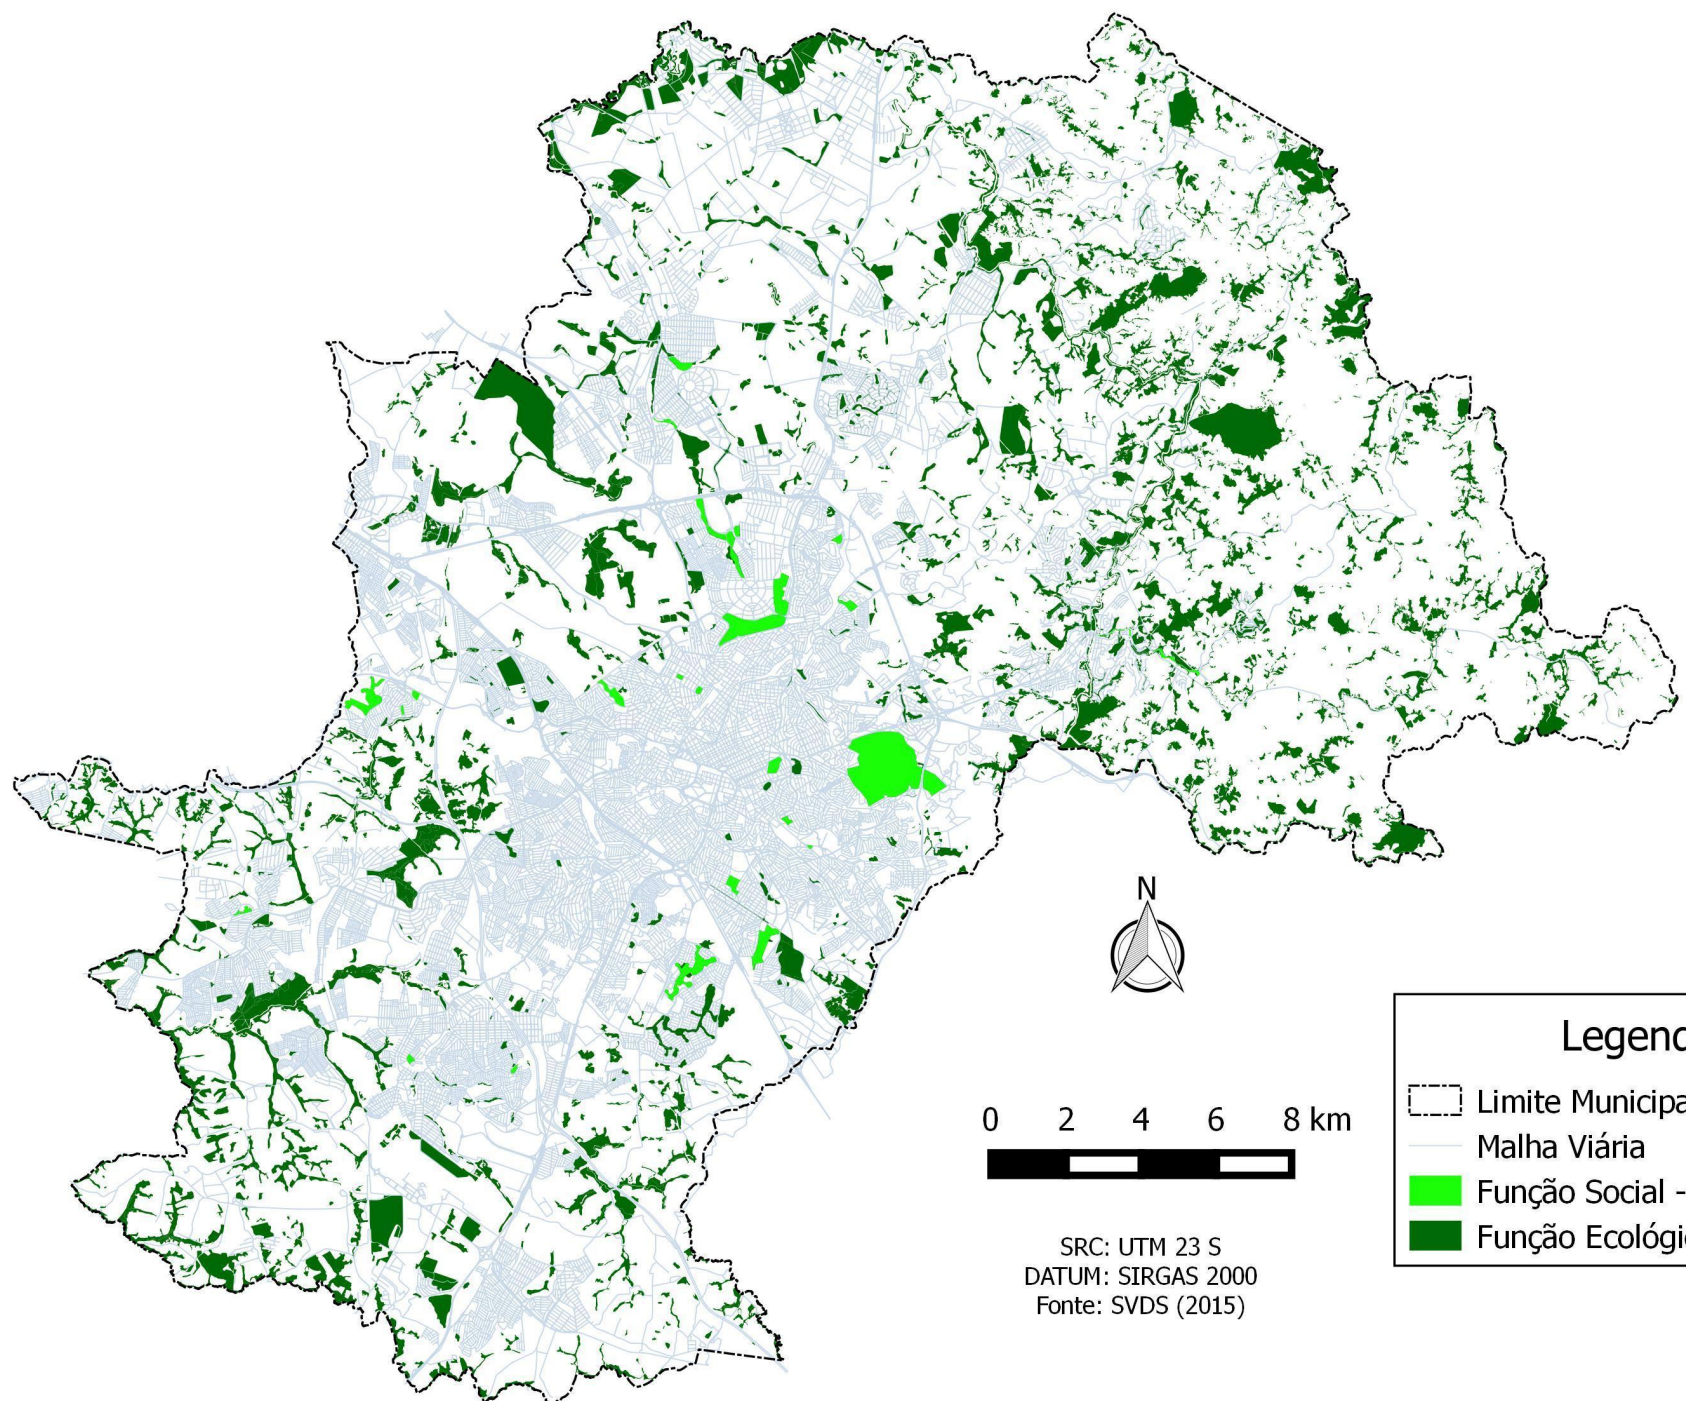 N
0 2 4 6 8 km
SRC: UTM 23 S
DATUM: SIRGAS 2000
Fonte: SVDS (2015)
Legend
Limite Municipa
Malha Viária
Função Social -
Função Ecológi